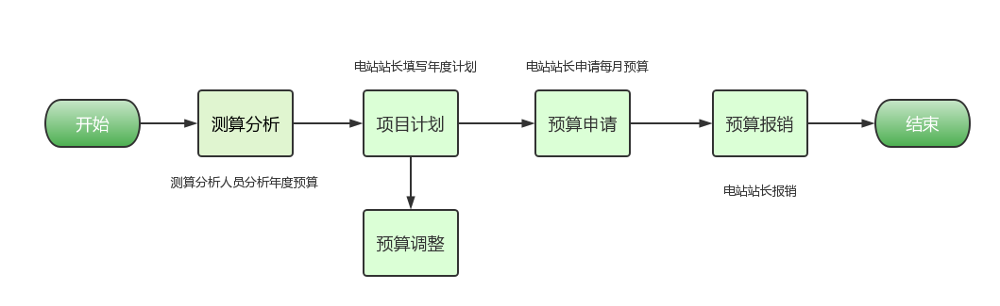 电站站长填写年度计划
电站站长申请每月预算
开始
测算分析
项目计划
预算申请
预算报销
结束
测算分析人员分析年度预算
电站站长报销
预算调整